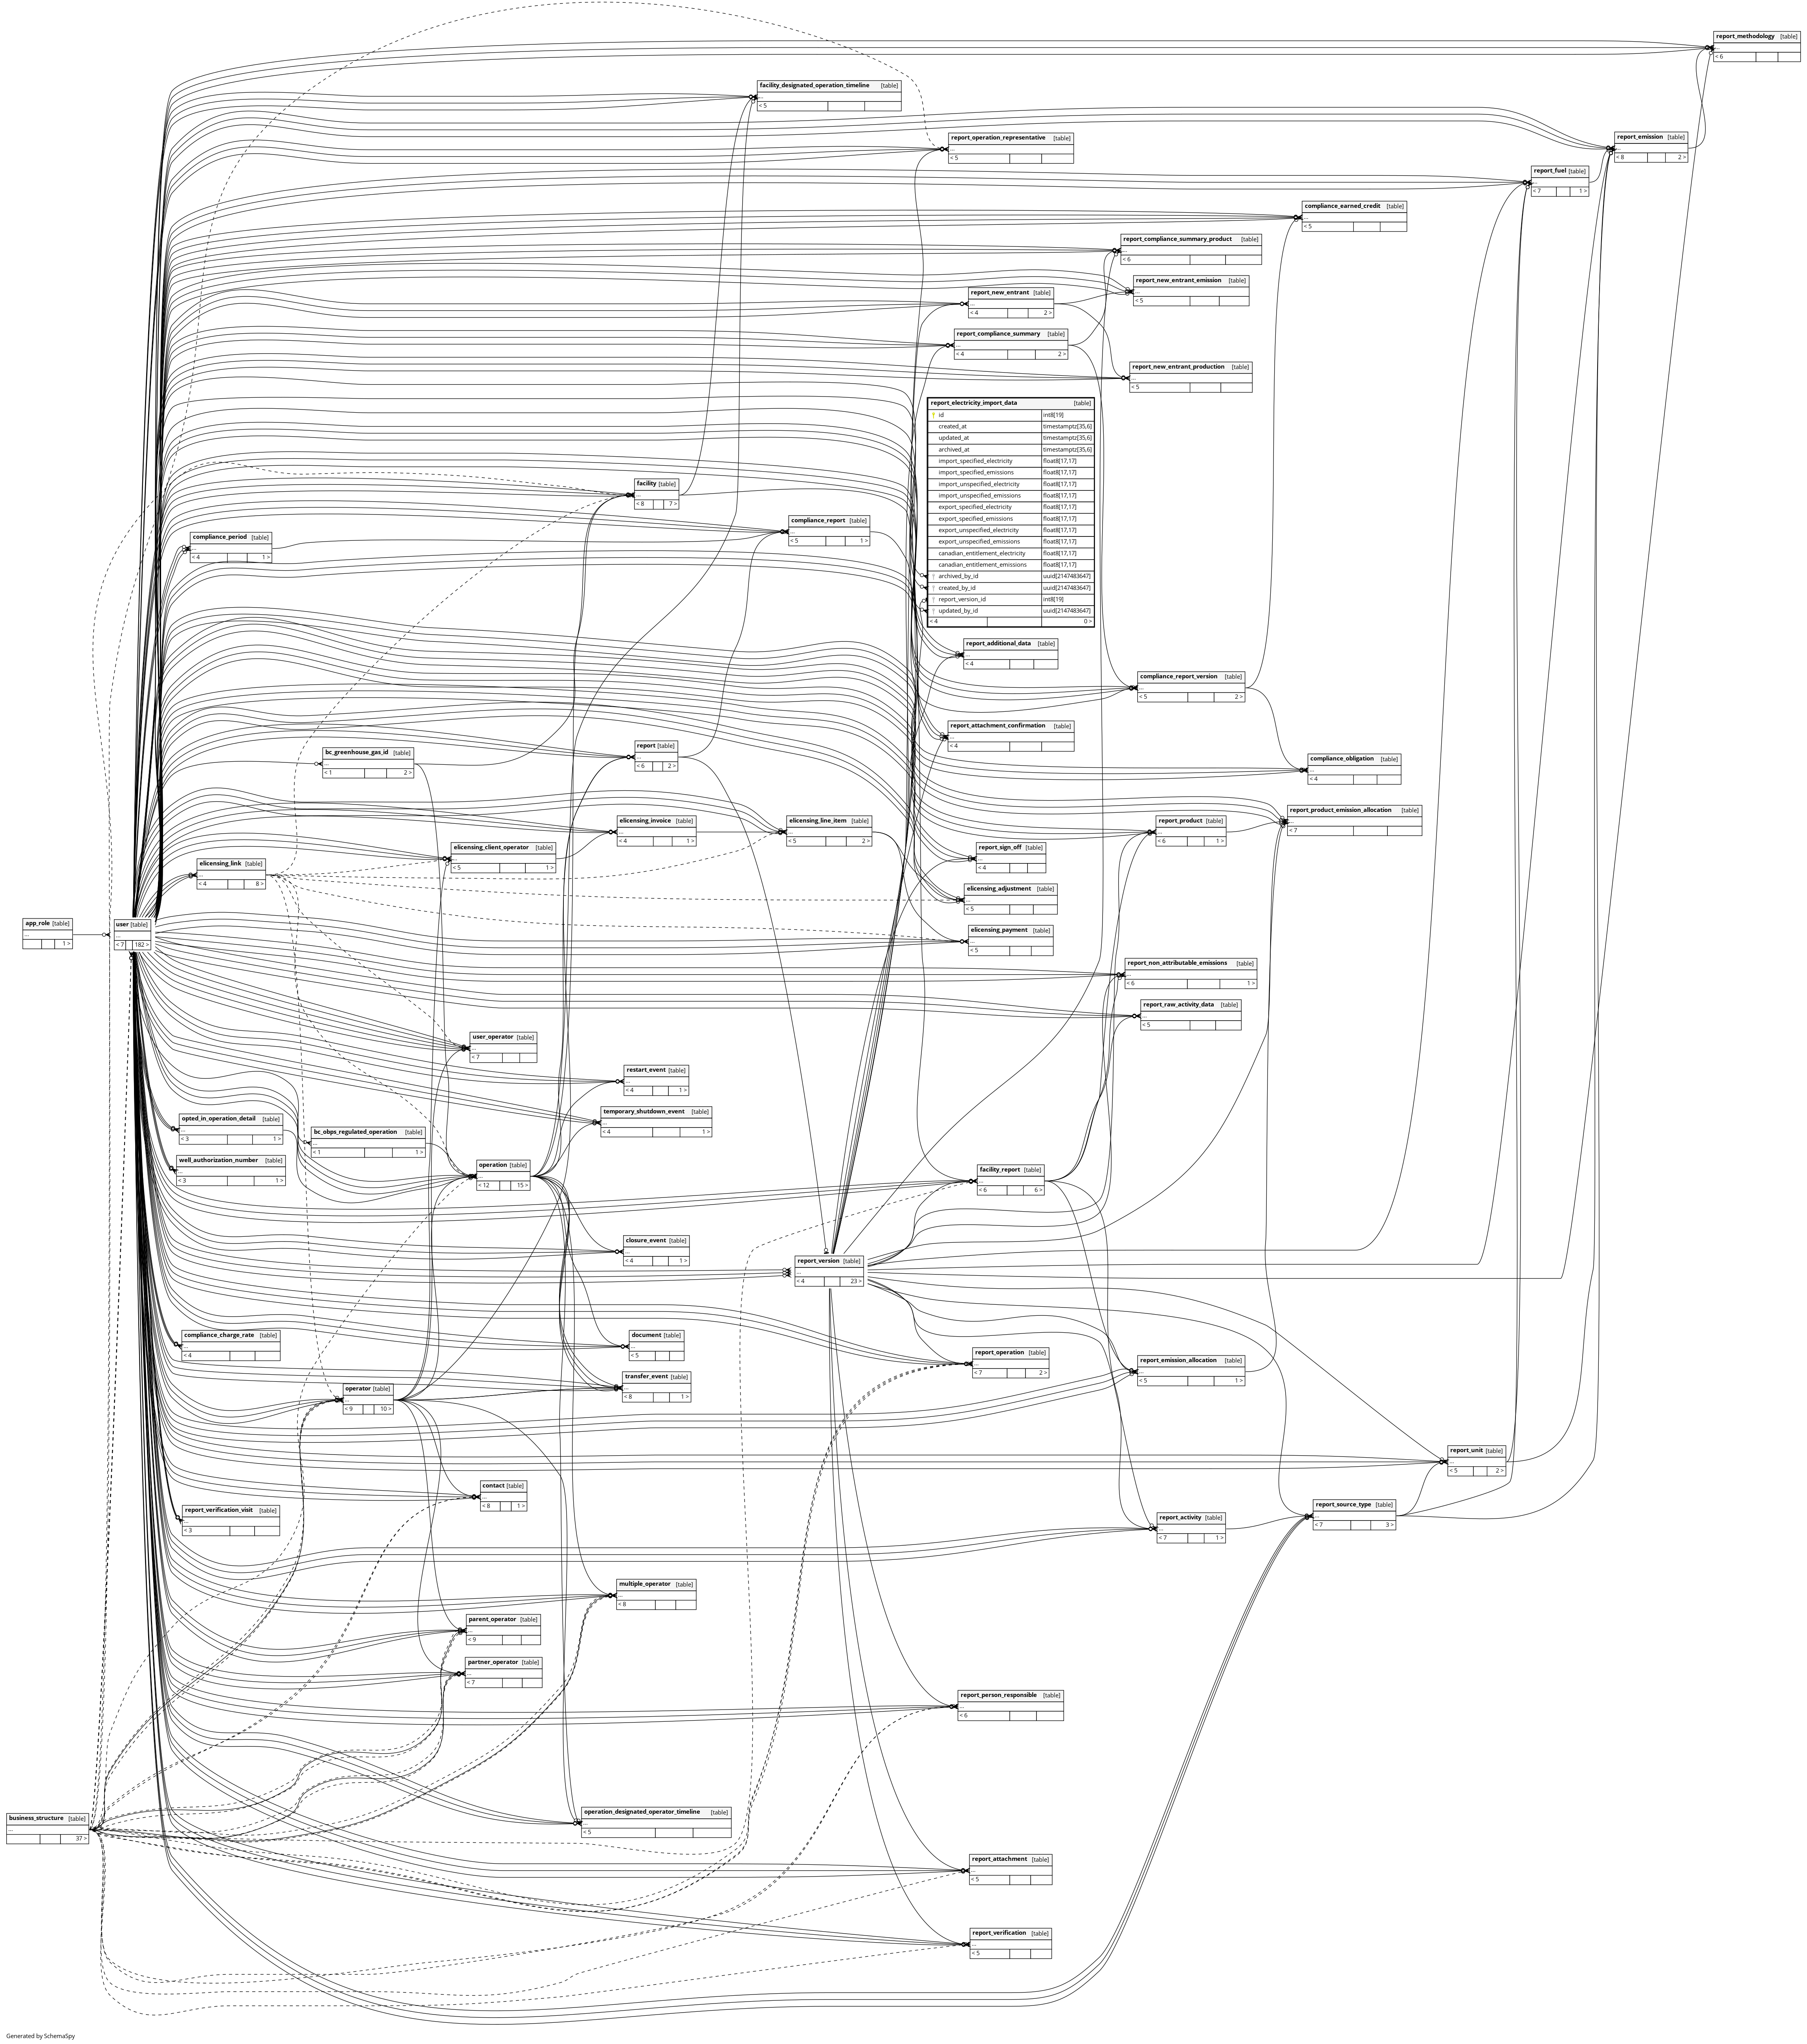 report_methodology [table]
...
< 6
facility_designated_operation_timeline [table]
...
< 5
report_operation_representative [table]
...
< 5
report_emission [table]
...
< 8 2 >
report_fuel [table]
...
< 7 1 >
compliance_earned_credit [table]
...
< 5
report_compliance_summary_product [table]
...
< 6
report_new_entrant_emission [table]
...
< 5
report_new_entrant [table]
...
< 4 2 >
report_compliance_summary [table]
...
< 4 2 >
report_new_entrant_production [table]
...
< 5
report_electricity_import_data [table]
id int8[19]
created_at timestamptz[35,6]
updated_at timestamptz[35,6]
archived_at timestamptz[35,6]
import_specified_electricity float8[17,17]
import_specified_emissions float8[17,17]
import_unspecified_electricity float8[17,17]
import_unspecified_emissions float8[17,17]
export_specified_electricity float8[17,17]
export_specified_emissions float8[17,17]
export_unspecified_electricity float8[17,17]
export_unspecified_emissions float8[17,17]
canadian_entitlement_electricity float8[17,17]
canadian_entitlement_emissions float8[17,17]
archived_by_id uuid[2147483647]
created_by_id uuid[2147483647]
report_version_id int8[19]
updated_by_id uuid[2147483647]
< 4 0 >
facility [table]
...
< 8 7 >
compliance_report [table]
...
< 5 1 >
compliance_period [table]
...
< 4 1 >
report_additional_data [table]
...
< 4
compliance_report_version [table]
...
< 5 2 >
report_attachment_confirmation [table]
...
< 4
bc_greenhouse_gas_id [table]
...
< 1 2 >
report [table]
...
< 6 2 >
compliance_obligation [table]
...
< 4
report_product_emission_allocation [table]
...
< 7
elicensing_invoice [table]
...
< 4 1 >
elicensing_line_item [table]
...
< 5 2 >
report_product [table]
...
< 6 1 >
elicensing_client_operator [table]
...
< 5 1 >
report_sign_off [table]
...
< 4
elicensing_link [table]
...
< 4 8 >
elicensing_adjustment [table]
...
< 5
app_role [table]
...
1 >
user [table]
...
< 7 182 >
elicensing_payment [table]
...
< 5
report_non_attributable_emissions [table]
...
< 6 1 >
report_raw_activity_data [table]
...
< 5
user_operator [table]
...
< 7
restart_event [table]
...
< 4 1 >
temporary_shutdown_event [table]
...
< 4 1 >
opted_in_operation_detail [table]
...
< 3 1 >
bc_obps_regulated_operation [table]
...
< 1 1 >
well_authorization_number [table]
...
< 3 1 >
operation [table]
...
< 12 15 >
facility_report [table]
...
< 6 6 >
closure_event [table]
...
< 4 1 >
report_version [table]
...
< 4 23 >
compliance_charge_rate [table]
...
< 4
document [table]
...
< 5
report_operation [table]
...
< 7 2 >
report_emission_allocation [table]
...
< 5 1 >
transfer_event [table]
...
< 8 1 >
operator [table]
...
< 9 10 >
report_unit [table]
...
< 5 2 >
contact [table]
...
< 8 1 >
report_verification_visit [table]
...
< 3
report_source_type [table]
...
< 7 3 >
report_activity [table]
...
< 7 1 >
multiple_operator [table]
...
< 8
parent_operator [table]
...
< 9
partner_operator [table]
...
< 7
report_person_responsible [table]
...
< 6
operation_designated_operator_timeline [table]
...
< 5
business_structure [table]
...
37 >
report_attachment [table]
...
< 5
report_verification [table]
...
< 5
Generated by SchemaSpy